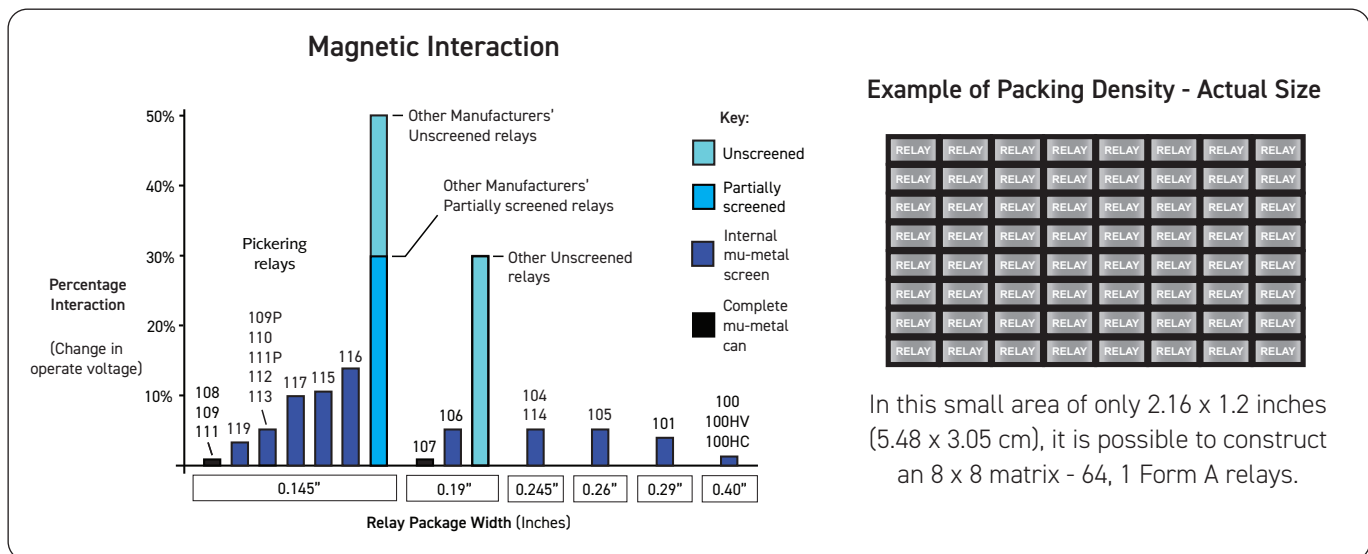 Magnetic Interaction
50%
40%
30%
20%
10%
Percentage
Interaction
(Change in
operate voltage)
Pickering
relays
Other Manufacturers'
Unscreened relays
Other Manufacturers'
Partially screened relays
Other Unscreened
relays
108
109
111
119
109P
110
111P
112
113
117
115
116
107
106
104
114
105
101
100
100HV
100HC
0.145"
0.19"
0.245"
0.26"
0.29"
0.40"
Relay Package Width (Inches)
Key:
Unscreened
Partially
screened
Internal
mu-metal
screen
Complete
mu-metal
can
Example of Packing Density - Actual Size
RELAY RELAY RELAY RELAY RELAY RELAY RELAY RELAY
RELAY RELAY RELAY RELAY RELAY RELAY RELAY RELAY
RELAY RELAY RELAY RELAY RELAY RELAY RELAY RELAY
RELAY RELAY RELAY RELAY RELAY RELAY RELAY RELAY
RELAY RELAY RELAY RELAY RELAY RELAY RELAY RELAY
RELAY RELAY RELAY RELAY RELAY RELAY RELAY RELAY
RELAY RELAY RELAY RELAY RELAY RELAY RELAY RELAY
RELAY RELAY RELAY RELAY RELAY RELAY RELAY RELAY
In this small area of only 2.16 x 1.2 inches
(5.48 x 3.05 cm), it is possible to construct
an 8 x 8 matrix - 64, 1 Form A relays.